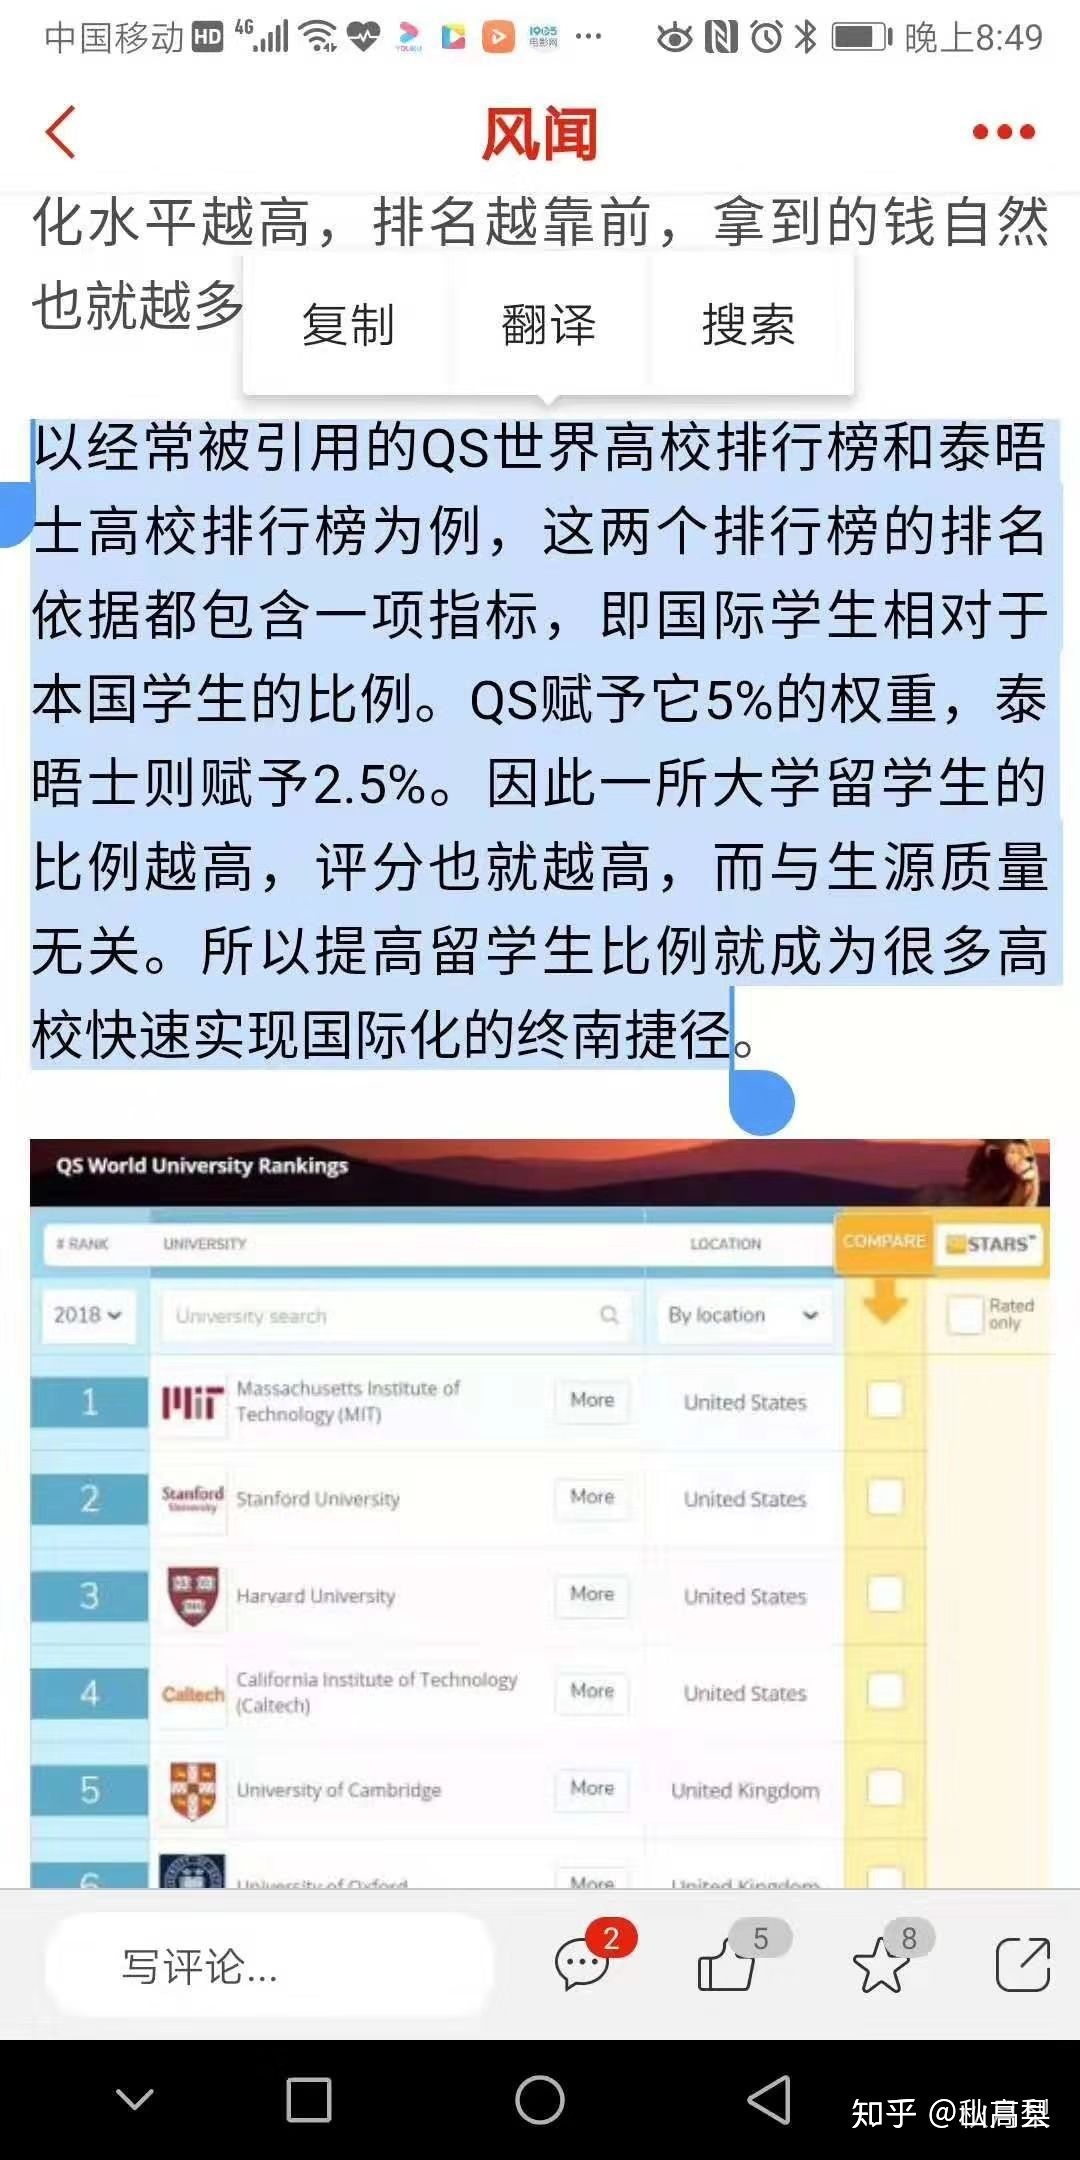 中国移动 HD 4G YOUKU 1905 电影网 ... 晚上8:49
风闻
化水平越高，排名越靠前，拿到的钱自然
也就越多
复制 翻译 搜索
以经常被引用的QS世界高校排行榜和泰晤
士高校排行榜为例，这两个排行榜的排名
依据都包含一项指标，即国际学生相对于
本国学生的比例。QS赋予它5%的权重，泰
晤士则赋予2.5%。因此一所大学留学生的
比例越高，评分也就越高，而与生源质量
无关。所以提高留学生比例就成为很多高
校快速实现国际化的终南捷径。
QS World University Rankings
# RANK UNIVERSITY LOCATION COMPARE STARS™
2018 University search By location Rated
only
1 Massachusetts Institute of
Technology (MIT) More United States
2 Stanford University Stanford University More United States
3 Harvard University More United States
4 Caltech California Institute of Technology
(Caltech) More United States
5 University of Cambridge More United Kingdom
6 University of Oxford More United Kingdom
写评论... 2 5 8
知乎